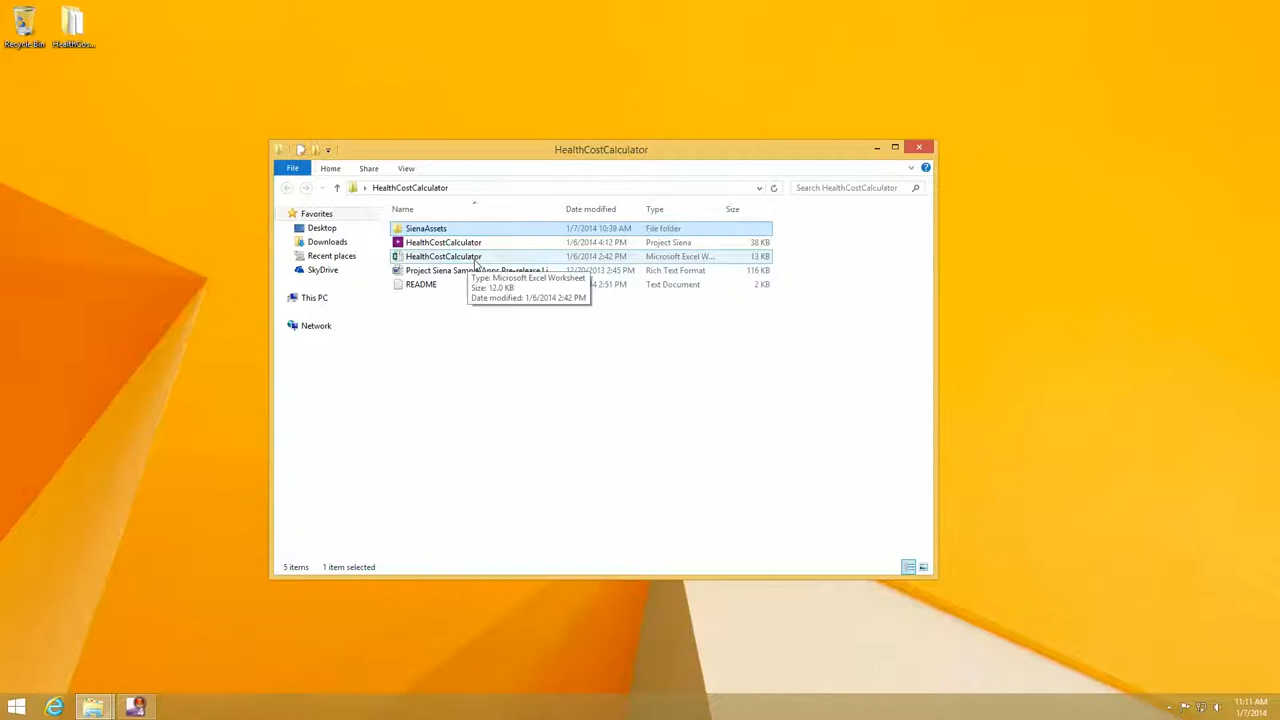 Recycle Bin
HealthCos...
HealthCostCalculator
File Home Share View
HealthCostCalculator
Search HealthCostCalculator
Name Date modified Type Size
Favorites
Desktop
Downloads
Recent places
SkyDrive
This PC
Network
SienaAssets 1/7/2014 10:39 AM File folder
HealthCostCalculator 1/6/2014 4:12 PM Project Siena 38 KB
HealthCostCalculator 1/6/2014 2:42 PM Microsoft Excel W... 13 KB
Project Siena Sample Apps Pre-release Li 12/20/2013 2:45 PM Rich Text Format 116 KB
README 2:51 PM Text Document 2 KB
Type: Microsoft Excel Worksheet
Size: 12.0 KB
Date modified: 1/6/2014 2:42 PM
5 items 1 item selected
11:11 AM
1/7/2014